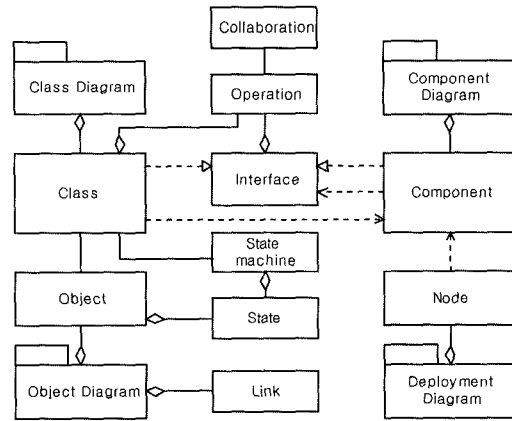 Collaboration
Class Diagram
Operation
Component
Diagram
Class
Interface
Component
State
machine
Object
State
Node
Object Diagram
Link
Deployment
Diagram